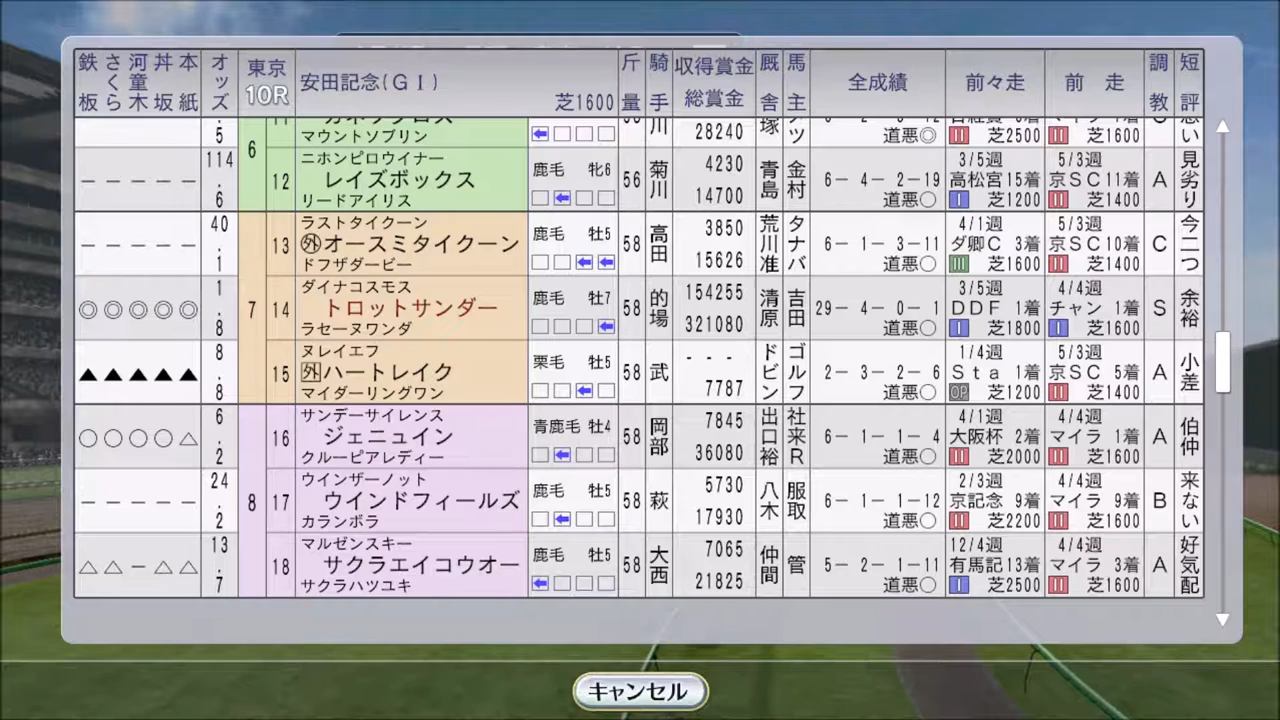 鉄板 さくら 河童木 丼坂 本紙 オッズ 東京 10R 安田記念(GⅠ) 芝1600 斤量 騎手 収得賞金 総賞金 厩舎 馬主 全成績 前々走 前 走 調教 短評
5 6 マウントソブリン 川 28240 塚 ツ 道悪◎ Ⅱ 芝2500 Ⅱ 芝1600 い
－ － － － － 114.6 12 ニホンピロウイナー レイズボックス リードアイリス 鹿毛 牝6 56 菊川 4230 14700 青島 金村 6－ 4－ 2－19 道悪○ 3/5週 高松宮15着 Ⅰ 芝1200 5/3週 京SC11着 Ⅱ 芝1400 A 見劣り
－ － － － － 40.1 7 13 ラストタイクーン 外オースミタイクーン ドフザダービー 鹿毛 牡5 58 高田 3850 15626 荒川准 タナバ 6－ 1－ 3－11 道悪○ 4/1週 ダ卿C 3着 Ⅲ 芝1600 5/3週 京SC10着 Ⅱ 芝1400 C 今二つ
◎ ◎ ◎ ◎ ◎ 1.8 14 ダイナコスモス トロットサンダー ラセーヌワンダ 鹿毛 牡7 58 的場 154255 321080 清原 吉田 29－ 4－ 0－ 1 道悪○ 3/5週 DDF 1着 Ⅰ 芝1800 4/4週 チャン 1着 Ⅰ 芝1600 S 余裕
▲ ▲ ▲ ▲ ▲ 8.8 15 ヌレイエフ 外ハートレイク マイダーリングワン 栗毛 牡5 58 武 - - - 7787 ドビン ゴルフ 2－ 3－ 2－ 6 道悪○ 1/4週 Sta 1着 OP 芝1200 5/3週 京SC 5着 Ⅱ 芝1400 A 小差
○ ○ ○ ○ △ 6.2 8 16 サンデーサイレンス ジェニュイン クルーピアレディー 青鹿毛 牡4 58 岡部 7845 36080 出口裕 社来R 6－ 1－ 1－ 4 道悪○ 4/1週 大阪杯 2着 Ⅱ 芝2000 4/4週 マイラ 1着 Ⅱ 芝1600 A 伯仲
－ － － － － 24.2 17 ウインザーノット ウインドフィールズ カランボラ 鹿毛 牡5 58 萩 5730 17930 八木 服取 6－ 1－ 1－12 道悪○ 2/3週 京記念 9着 Ⅱ 芝2200 4/4週 マイラ 9着 Ⅱ 芝1600 B 来ない
△ △ － △ △ 13.7 18 マルゼンスキー サクラエイコウオー サクラハツユキ 鹿毛 牡5 58 大西 7065 21825 仲間 菅 5－ 2－ 1－11 道悪○ 12/4週 有馬記13着 Ⅰ 芝2500 4/4週 マイラ 3着 Ⅱ 芝1600 A 好気配
キャンセル